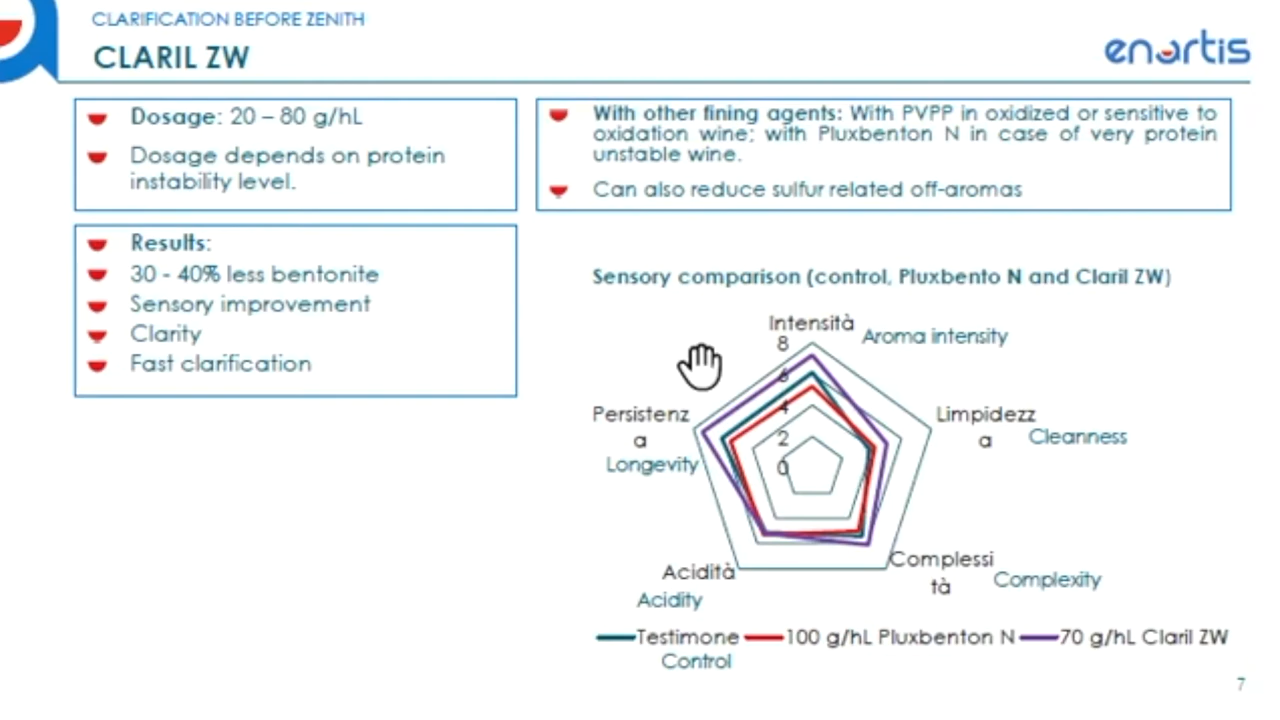 CLARIFICATION BEFORE ZENITH
CLARIL ZW
enartis
Dosage: 20 – 80 g/hL
Dosage depends on protein
instability level.
With other fining agents: With PVPP in oxidized or sensitive to
oxidation wine; with Pluxbenton N in case of very protein
unstable wine.
Can also reduce sulfur related off-aromas
Results:
30 - 40% less bentonite
Sensory improvement
Clarity
Fast clarification
Sensory comparison (control, Pluxbento N and Claril ZW)
Intensità
Aroma intensity
8
6
4
2
0
Persistenz
a
Longevity
Limpidezz
a
Cleanness
Complessi
tà
Complexity
Acidità
Acidity
Testimone
Control
100 g/hL Pluxbenton N
70 g/hL Claril ZW
7